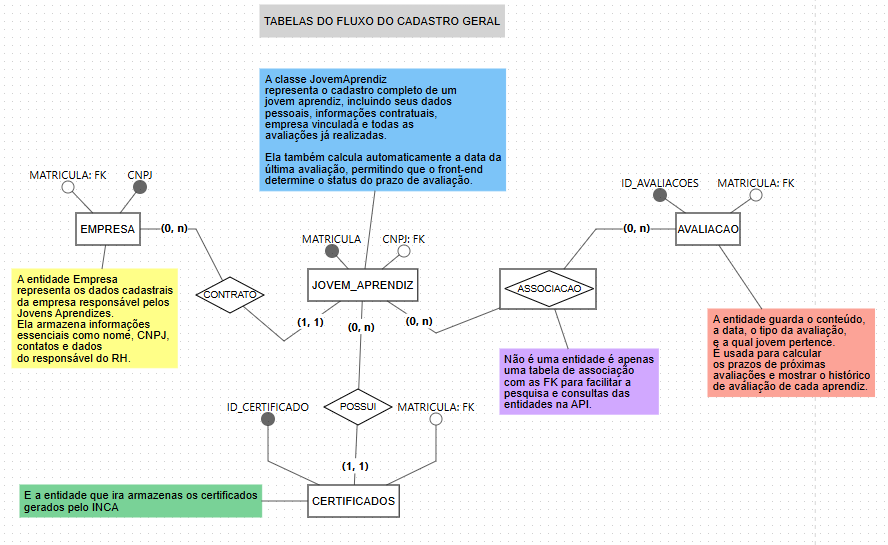 TABELAS DO FLUXO DO CADASTRO GERAL
A classe JovemAprendiz
representa o cadastro completo de um
jovem aprendiz, incluindo seus dados
pessoais, informações contratuais,
empresa vinculada e todas as
avaliações já realizadas.
Ela também calcula automaticamente a data da
última avaliação, permitindo que o front-end
determine o status do prazo de avaliação.
MATRICULA: FK
CNPJ
EMPRESA
(0, n)
ID_AVALIACOES
MATRICULA: FK
(0, n)
AVALIACAO
MATRICULA
CNPJ: FK
JOVEM_APRENDIZ
CONTRATO
ASSOCIACAO
(1, 1)
(0, n)
(0, n)
A entidade Empresa
representa os dados cadastrais
da empresa responsável pelos
Jovens Aprendizes.
Ela armazena informações
essenciais como nome, CNPJ,
contatos e dados
do responsável do RH.
Não é uma entidade é apenas
uma tabela de associação
com as FK para facilitar a
pesquisa e consultas das
entidades na API.
A entidade guarda o conteúdo,
a data, o tipo da avaliação,
e a qual jovem pertence.
É usada para calcular
os prazos de próximas
avaliações e mostrar o histórico
de avaliação de cada aprendiz.
ID_CERTIFICADO
POSSUI
MATRICULA: FK
(1, 1)
CERTIFICADOS
E a entidade que ira armazenas os certificados
gerados pelo INCA